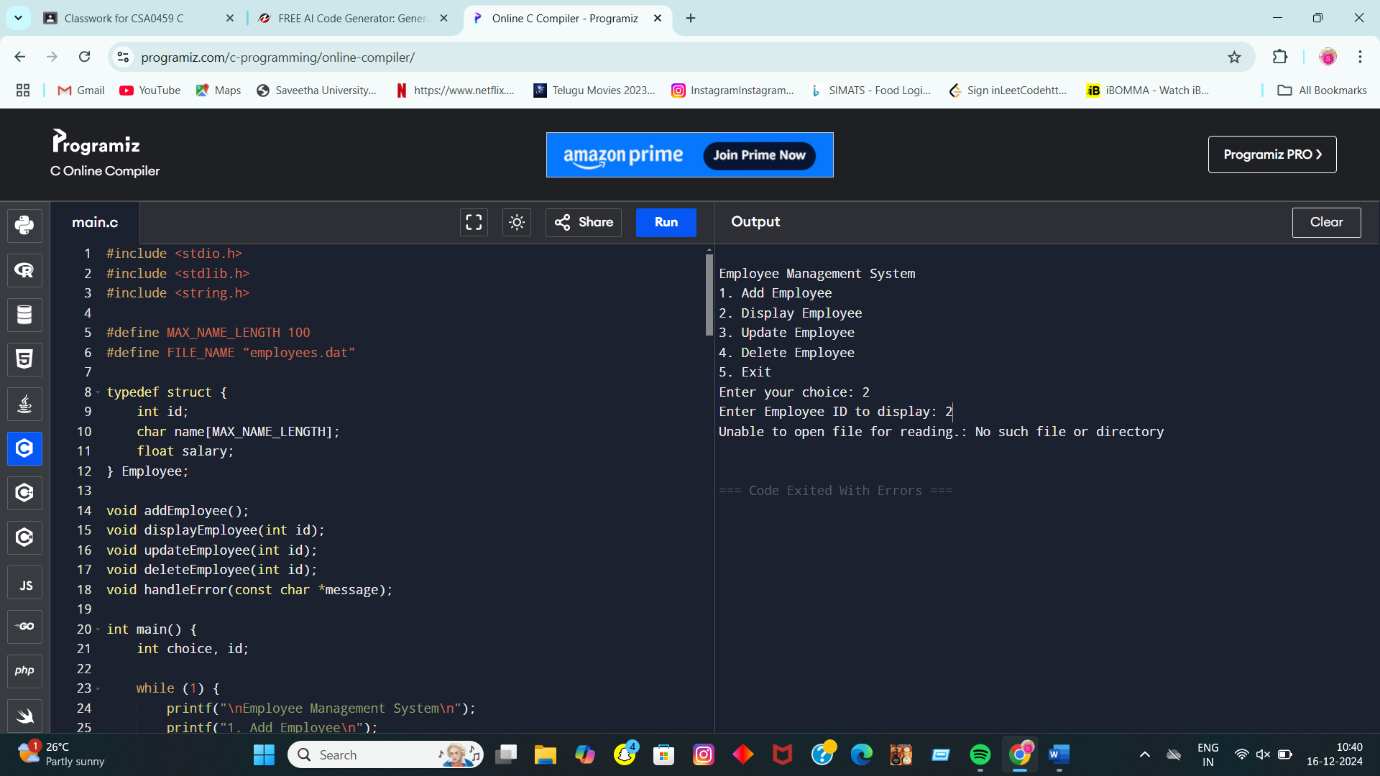 Classwork for CSA0459 C
FREE AI Code Generator: Gener
Online C Compiler - Programiz
programiz.com/c-programming/online-compiler/
Gmail
YouTube
Maps
Saveetha University...
https://www.netflix....
Telugu Movies 2023...
InstagramInstagram...
SIMATS - Food Logi...
Sign inLeetCodehtt...
iBOMMA - Watch iB...
All Bookmarks
Programiz
C Online Compiler
amazon prime
Join Prime Now
Programiz PRO >
main.c
Share
Run
Output
Clear
1 #include <stdio.h>
2 #include <stdlib.h>
3 #include <string.h>
4
5 #define MAX_NAME_LENGTH 100
6 #define FILE_NAME "employees.dat"
7
8 typedef struct {
9 int id;
10 char name[MAX_NAME_LENGTH];
11 float salary;
12 } Employee;
13
14 void addEmployee();
15 void displayEmployee(int id);
16 void updateEmployee(int id);
17 void deleteEmployee(int id);
18 void handleError(const char *message);
19
20 int main() {
21 int choice, id;
22
23 while (1) {
24 printf("\nEmployee Management System\n");
25 printf("1. Add Employee\n");
Employee Management System
1. Add Employee
2. Display Employee
3. Update Employee
4. Delete Employee
5. Exit
Enter your choice: 2
Enter Employee ID to display: 2
Unable to open file for reading.: No such file or directory
=== Code Exited With Errors ===
JS
GO
php
1
26°C
Partly sunny
Search
4
ENG
IN
10:40
16-12-2024